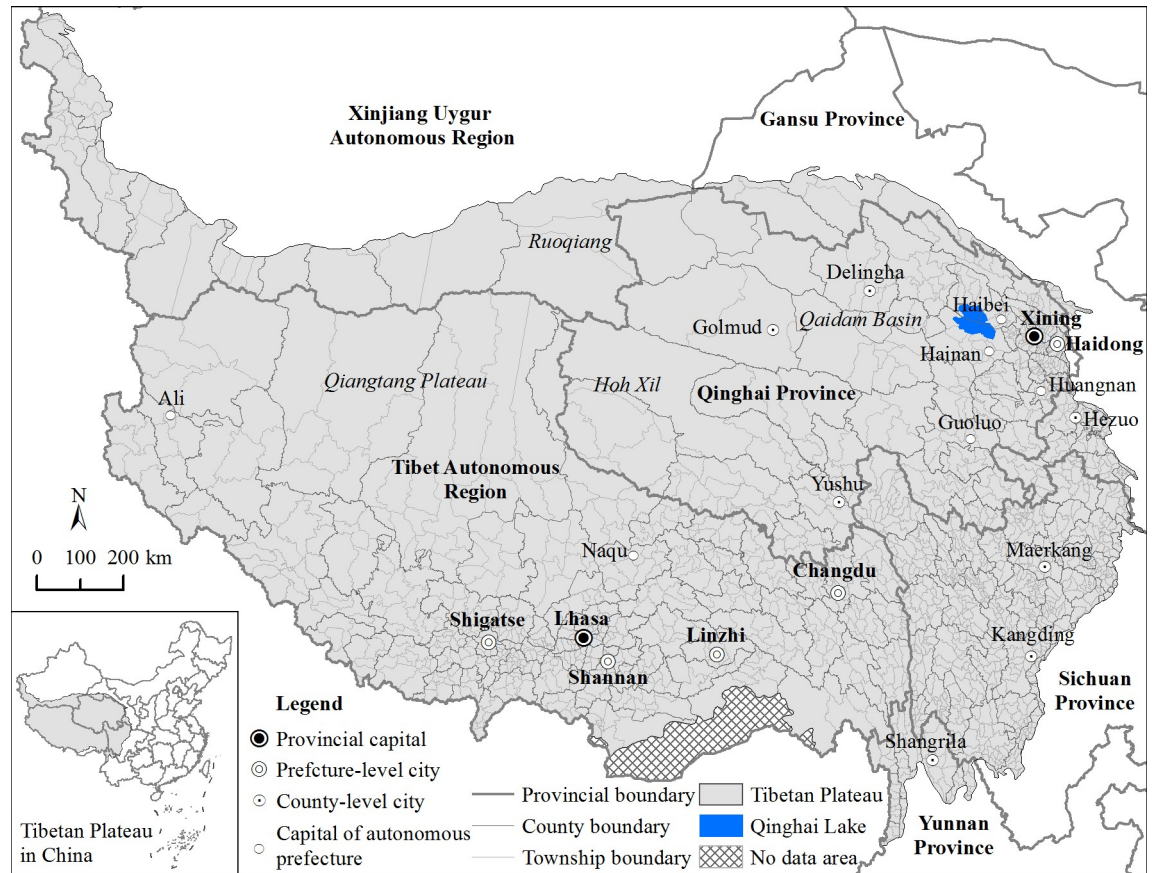 Xinjiang Uygur
Autonomous Region
Gansu Province
Ruoqiang
Delingha
Haibei
Xining
Golmud
Qaidam Basin
Haidong
Hainan
Qiangtang Plateau
Hoh Xil
Qinghai Province
Huangnan
Ali
Guoluo
Hezuo
Tibet Autonomous
Region
N
Yushu
0 100 200 km
Naqu
Maerkang
Changdu
Shigatse
Lhasa
Linzhi
Kangding
Shannan
Sichuan
Province
Shangrila
Yunnan
Province
Tibetan Plateau
in China
Legend
Provincial capital
Prefcture-level city
County-level city
Capital of autonomous
prefecture
Provincial boundary
County boundary
Township boundary
Tibetan Plateau
Qinghai Lake
No data area